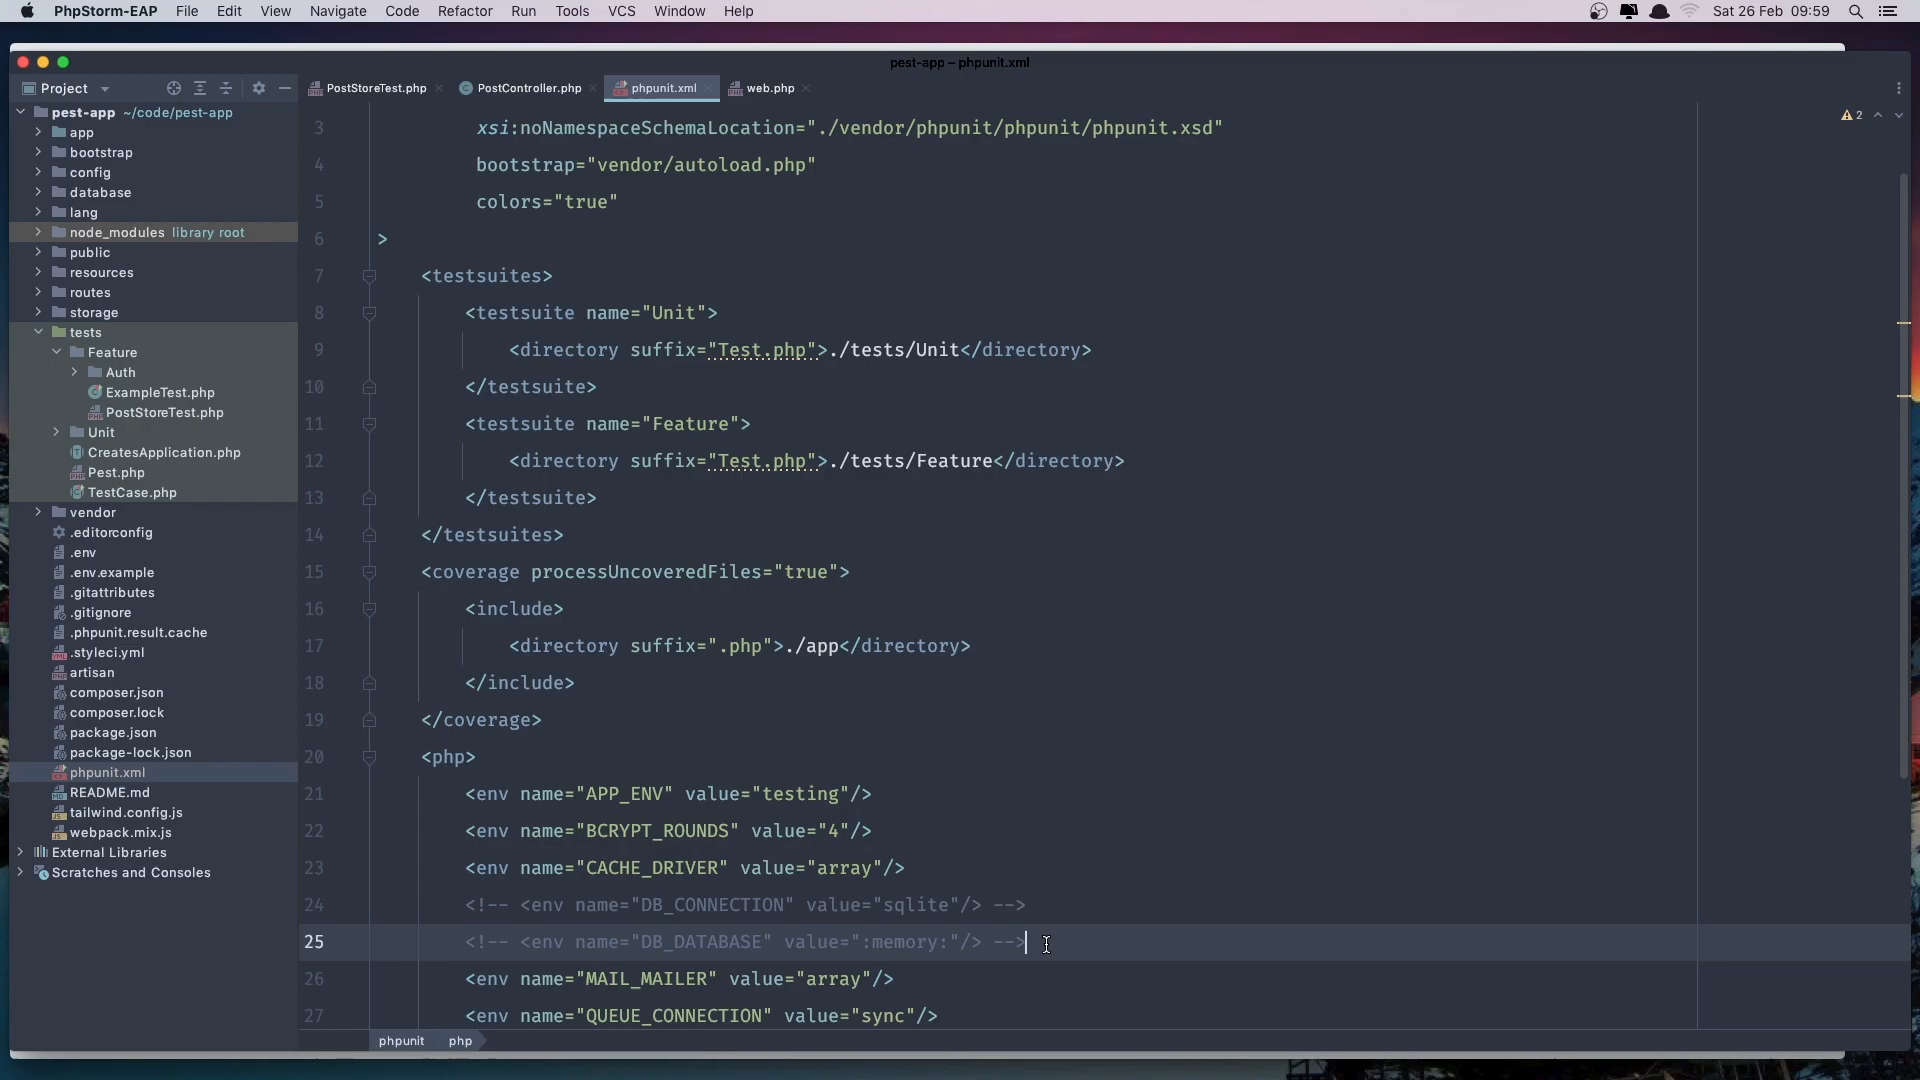 PhpStorm-EAP File Edit View Navigate Code Refactor Run Tools VCS Window Help Sat 26 Feb 09:59
pest-app – phpunit.xml
Project
PostStoreTest.php PostController.php phpunit.xml web.php
pest-app ~/code/pest-app
app
bootstrap
config
database
lang
node_modules library root
public
resources
routes
storage
tests
Feature
Auth
ExampleTest.php
PostStoreTest.php
Unit
CreatesApplication.php
Pest.php
TestCase.php
vendor
.editorconfig
.env
.env.example
.gitattributes
.gitignore
.phpunit.result.cache
.styleci.yml
artisan
composer.json
composer.lock
package.json
package-lock.json
phpunit.xml
README.md
tailwind.config.js
webpack.mix.js
External Libraries
Scratches and Consoles
2
3 xsi:noNamespaceSchemaLocation="./vendor/phpunit/phpunit/phpunit.xsd"
4 bootstrap="vendor/autoload.php"
5 colors="true"
6 >
7 <testsuites>
8 <testsuite name="Unit">
9 <directory suffix="Test.php">./tests/Unit</directory>
10 </testsuite>
11 <testsuite name="Feature">
12 <directory suffix="Test.php">./tests/Feature</directory>
13 </testsuite>
14 </testsuites>
15 <coverage processUncoveredFiles="true">
16 <include>
17 <directory suffix=".php">./app</directory>
18 </include>
19 </coverage>
20 <php>
21 <env name="APP_ENV" value="testing"/>
22 <env name="BCRYPT_ROUNDS" value="4"/>
23 <env name="CACHE_DRIVER" value="array"/>
24 <!-- <env name="DB_CONNECTION" value="sqlite"/> -->
25 <!-- <env name="DB_DATABASE" value=":memory:"/> -->
26 <env name="MAIL_MAILER" value="array"/>
27 <env name="QUEUE_CONNECTION" value="sync"/>
phpunit php